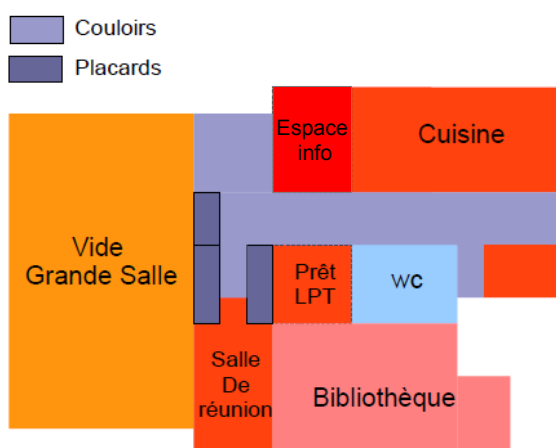 Couloirs
Placards
Espace
info
Cuisine
Vide
Grande Salle
Prêt
LPT
wc
Salle
De
réunion
Bibliothèque